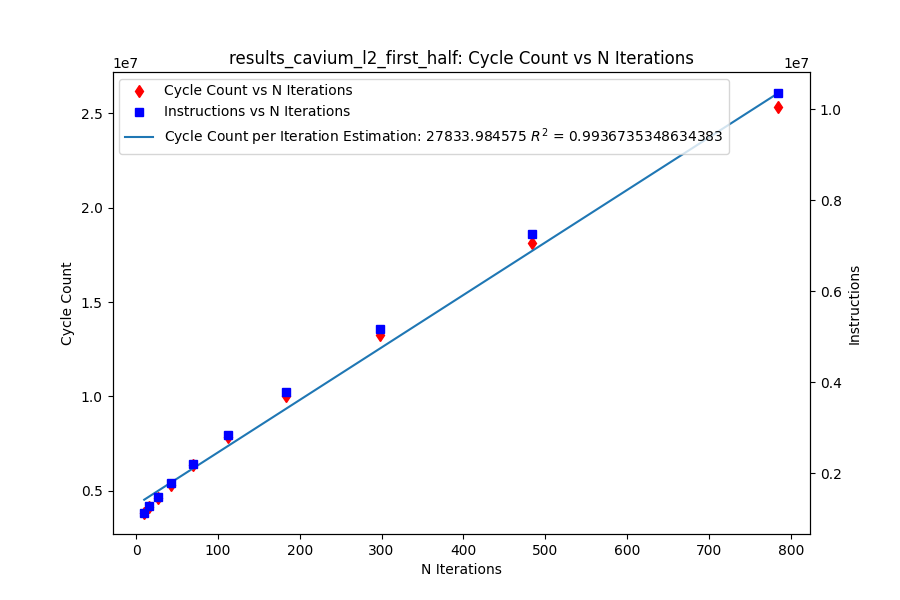 results_cavium_l2_first_half: Cycle Count vs N Iterations
1e7
1e7
Cycle Count vs N Iterations
Instructions vs N Iterations
Cycle Count per Iteration Estimation: 27833.984575 R² = 0.9936735348634383
2.5
2.0
1.5
1.0
0.5
Cycle Count
1.0
0.8
0.6
0.4
0.2
Instructions
0 100 200 300 400 500 600 700 800
N Iterations